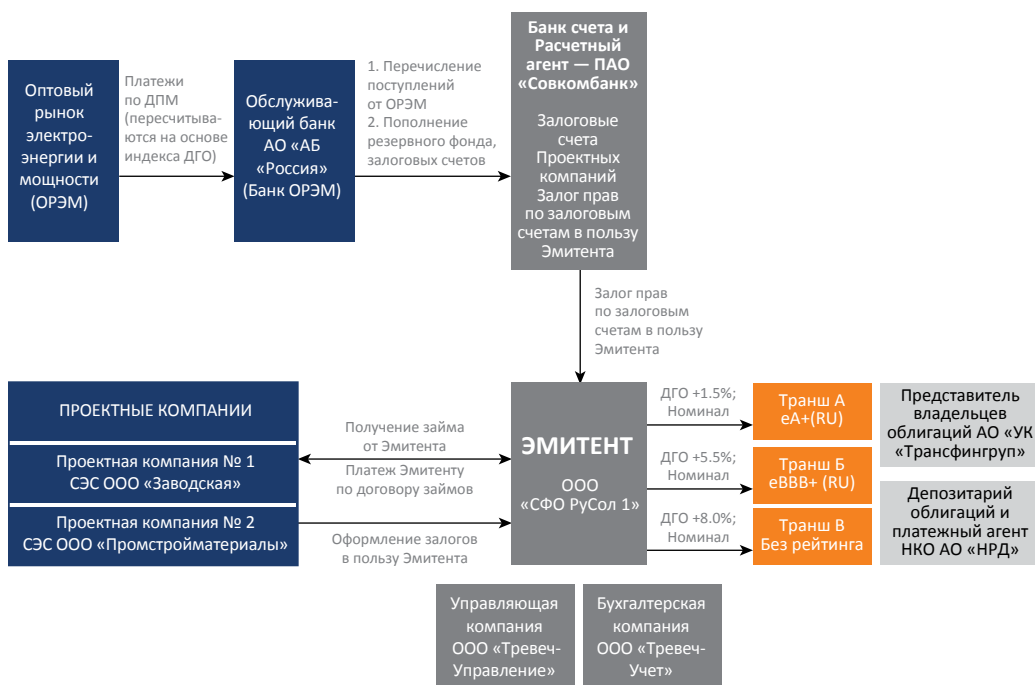 Оптовый
рынок
электро-
энергии и
мощности
(ОРЭМ)
Платежи
по ДПМ
(пересчитыва-
ются на основе
индекса ДГО)
Обслужива-
ющий банк
АО «АБ
«Россия»
(Банк ОРЭМ)
1. Перечисление
поступлений
от ОРЭМ
2. Пополнение
резервного фонда,
залоговых счетов
Банк счета и
Расчетный
агент — ПАО
«Совкомбанк»
Залоговые
счета
Проектных
компаний
Залог прав
по залоговым
счетам в пользу
Эмитента
Залог прав
по залоговым
счетам в пользу
Эмитента
ПРОЕКТНЫЕ КОМПАНИИ
Проектная компания № 1
СЭС ООО «Заводская»
Проектная компания № 2
СЭС ООО «Промстройматериалы»
Получение займа
от Эмитента
Платеж Эмитенту
по договору займов
Оформление залогов
в пользу Эмитента
ЭМИТЕНТ
ООО
«СФО РуСол 1»
ДГО +1.5%;
Номинал
ДГО +5.5%;
Номинал
ДГО +8.0%;
Номинал
Транш А
eA+(RU)
Транш Б
eBBB+ (RU)
Транш В
Без рейтинга
Представитель
владельцев
облигаций АО «УК
«Трансфингруп»
Депозитарий
облигаций и
платежный агент
НКО АО «НРД»
Управляющая
компания
ООО «Тревеч-
Управление»
Бухгалтерская
компания
ООО «Тревеч-
Учет»